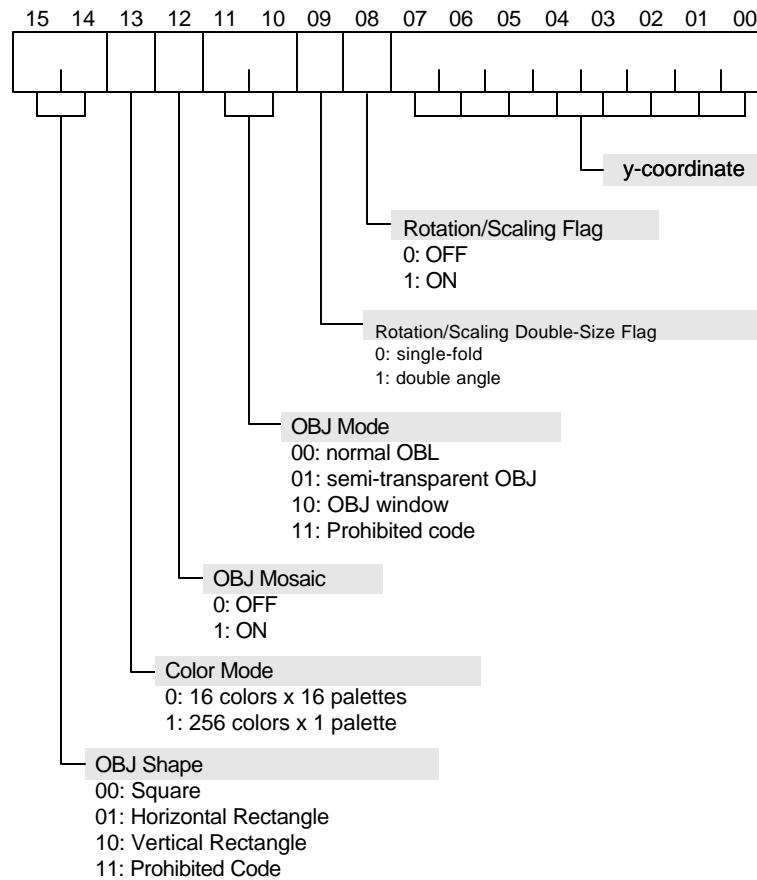 15 14 13 12 11 10 09 08 07 06 05 04 03 02 01 00
y-coordinate
Rotation/Scaling Flag
0: OFF
1: ON
Rotation/Scaling Double-Size Flag
0: single-fold
1: double angle
OBJ Mode
00: normal OBL
01: semi-transparent OBJ
10: OBJ window
11: Prohibited code
OBJ Mosaic
0: OFF
1: ON
Color Mode
0: 16 colors x 16 palettes
1: 256 colors x 1 palette
OBJ Shape
00: Square
01: Horizontal Rectangle
10: Vertical Rectangle
11: Prohibited Code